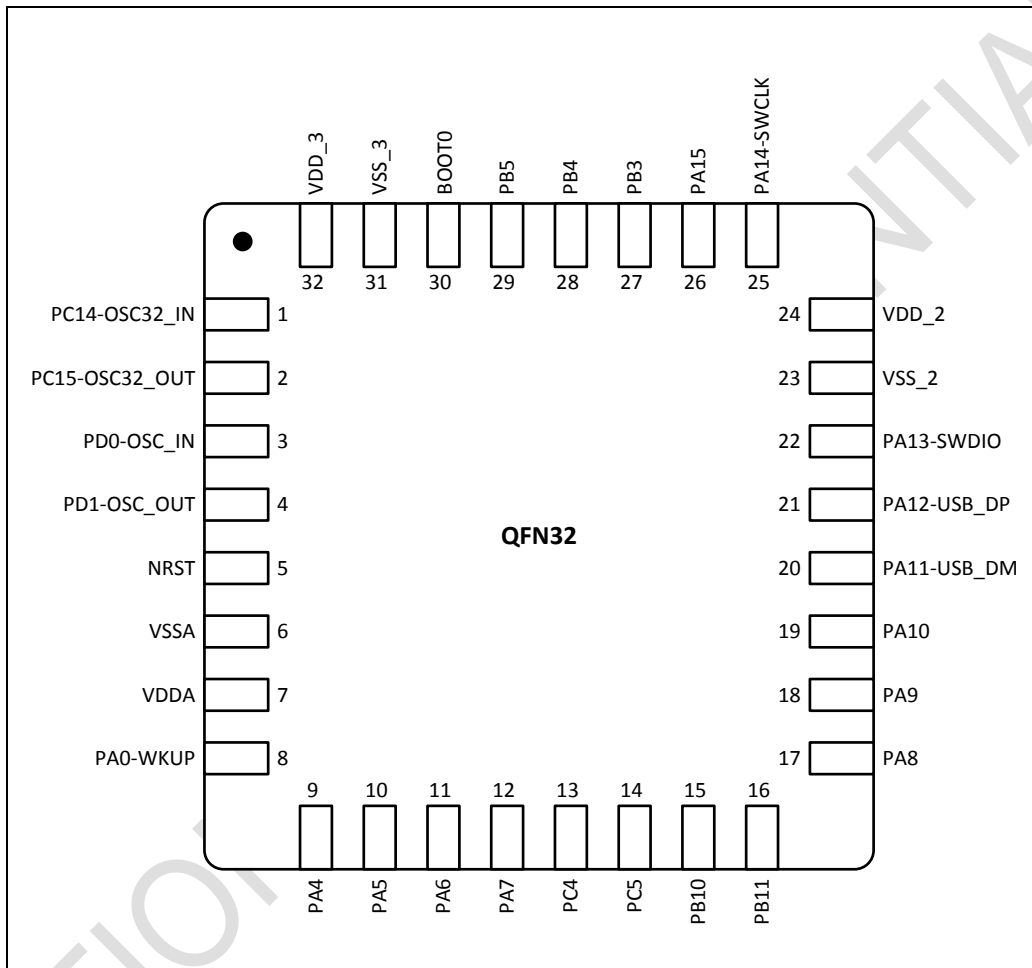 VDD_3
VSS_3
BOOT0
PB5
PB4
PB3
PA15
PA14-SWCLK
32 31 30 29 28 27 26 25
PC14-OSC32_IN 1 24 VDD_2
PC15-OSC32_OUT 2 23 VSS_2
PD0-OSC_IN 3 22 PA13-SWDIO
PD1-OSC_OUT 4 21 PA12-USB_DP
QFN32
NRST 5 20 PA11-USB_DM
VSSA 6 19 PA10
VDDA 7 18 PA9
PA0-WKUP 8 17 PA8
9 10 11 12 13 14 15 16
PA4
PA5
PA6
PA7
PC4
PC5
PB10
PB11